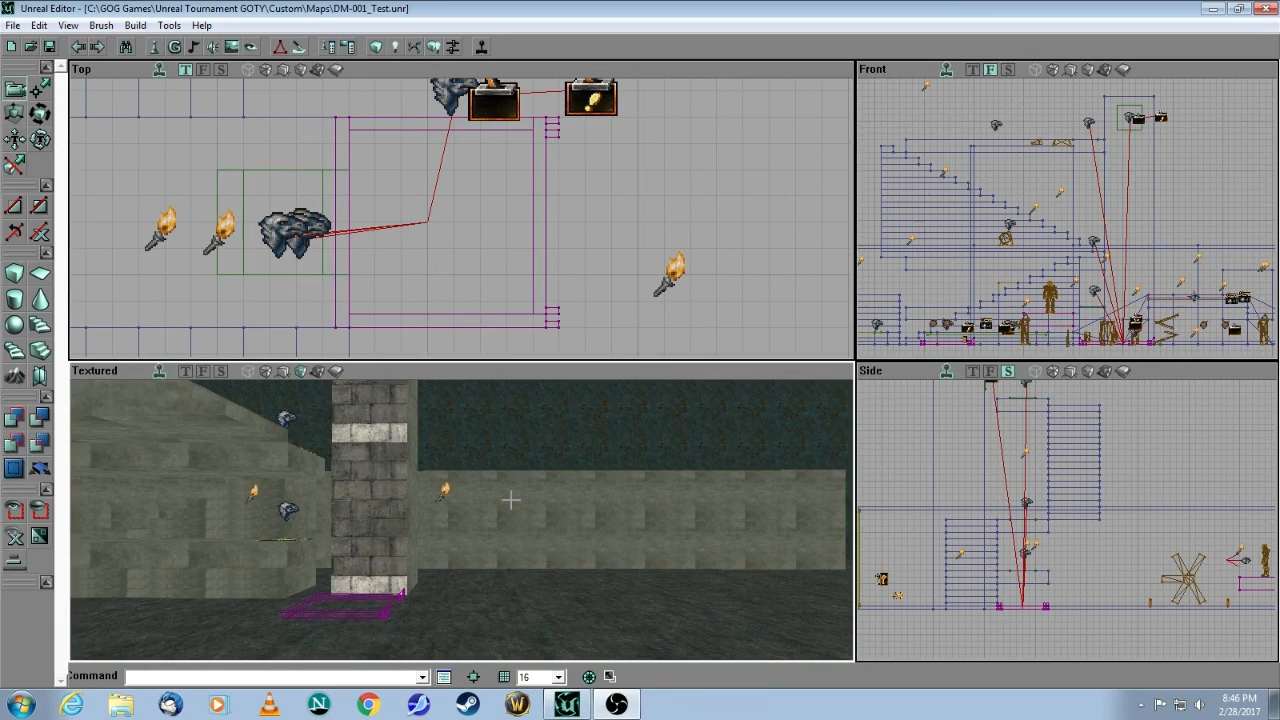 Unreal Editor - [C:\GOG Games\Unreal Tournament GOTY\Custom\Maps\DM-001_Test.unr]
File Edit View Brush Build Tools Help
Top T F S
Front T F S
Textured T F S
Side T F S
Command 16
8:46 PM
2/28/2017